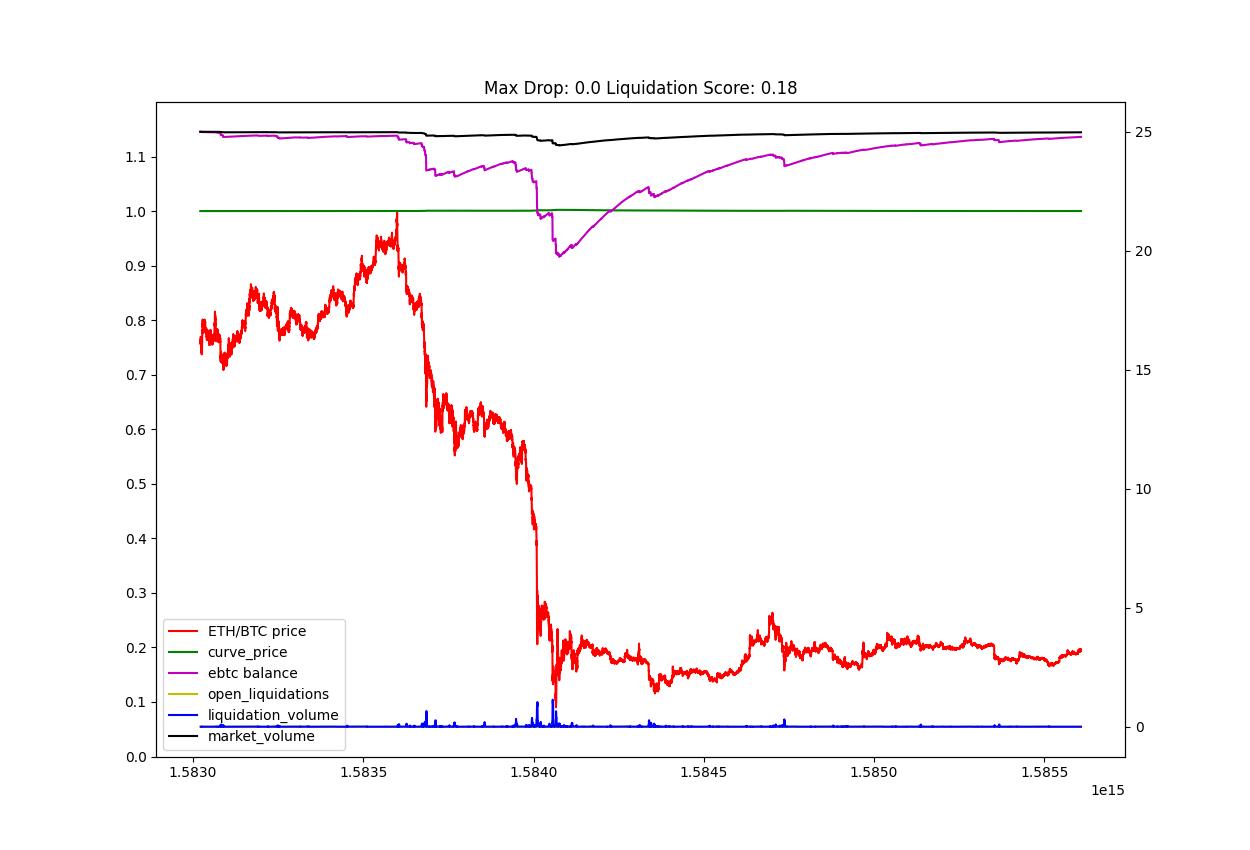 Max Drop: 0.0 Liquidation Score: 0.18
1.1
1.0
0.9
0.8
0.7
0.6
0.5
0.4
0.3
0.2
0.1
0.0
25
20
15
10
5
0
ETH/BTC price
curve_price
ebtc balance
open_liquidations
liquidation_volume
market_volume
1.5830 1.5835 1.5840 1.5845 1.5850 1.5855
1e15